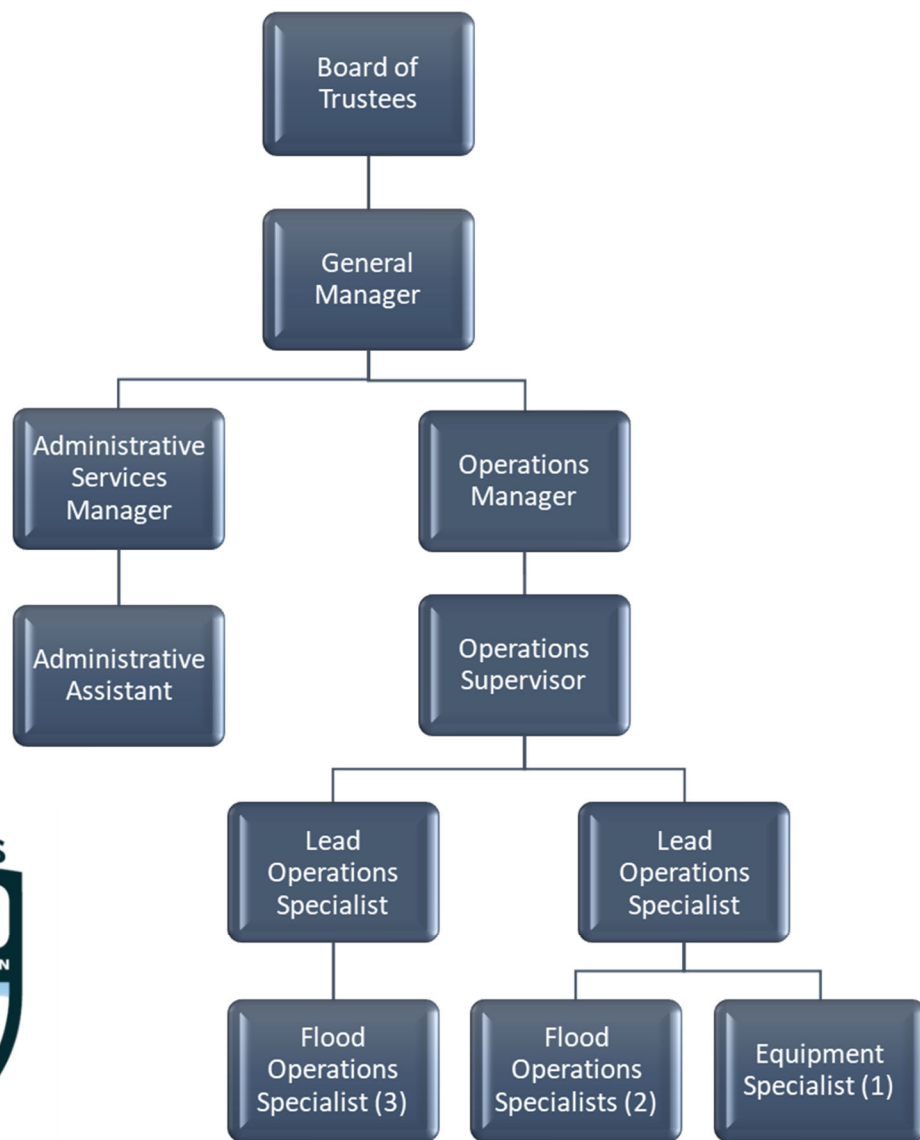 Board of
Trustees
General
Manager
Administrative
Services
Manager
Operations
Manager
Administrative
Assistant
Operations
Supervisor
Lead
Operations
Specialist
Lead
Operations
Specialist
Flood
Operations
Specialist (3)
Flood
Operations
Specialists (2)
Equipment
Specialist (1)